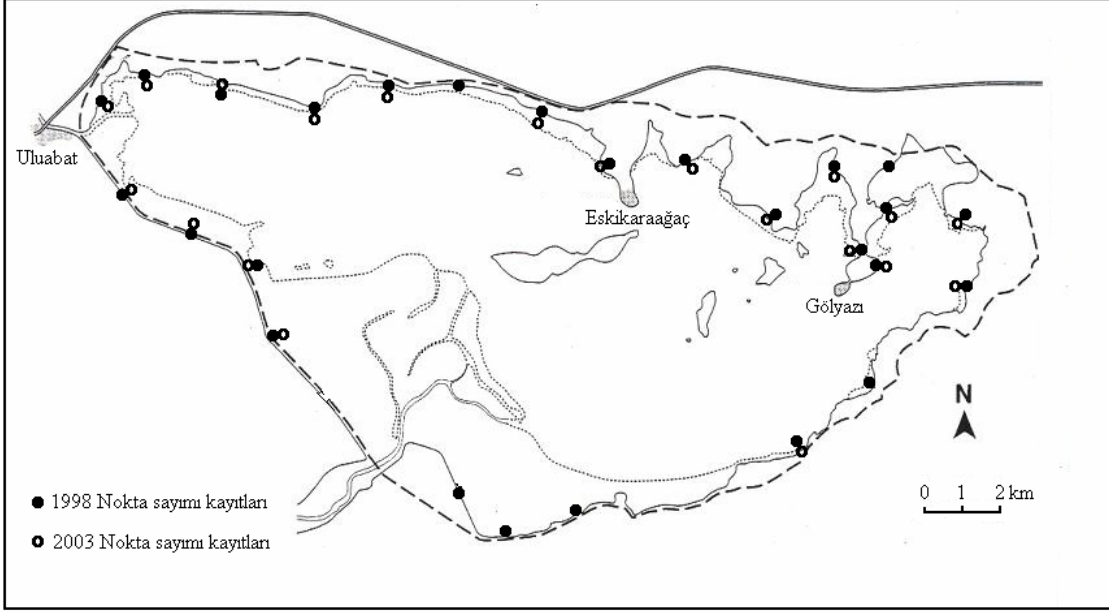 Uluabat
Eskikaraağaç
Gölyazı
N
0 1 2 km
1998 Nokta sayımı kayıtları
2003 Nokta sayımı kayıtları